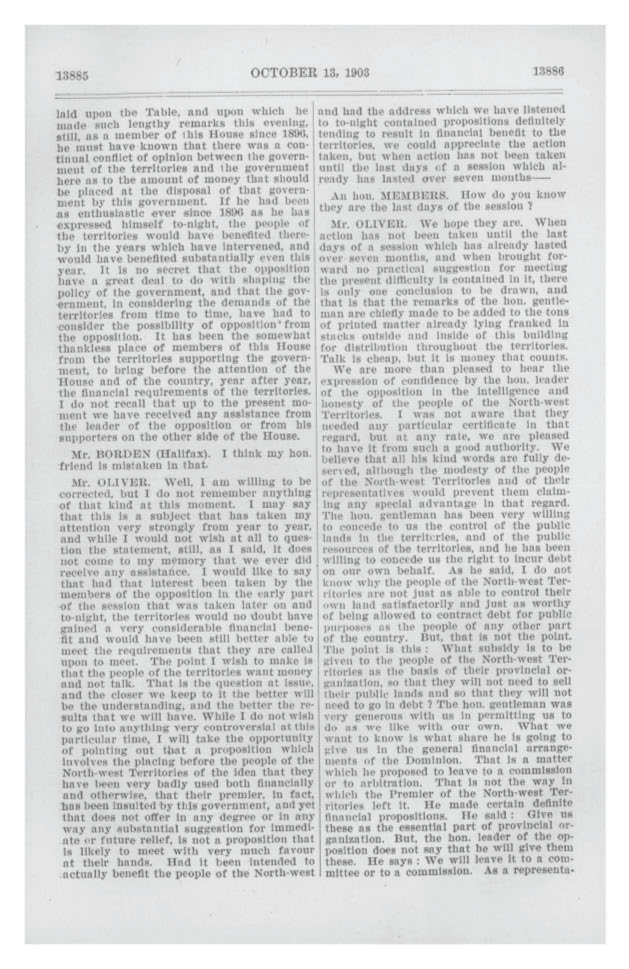 13885
OCTOBER 13, 1903
13886
laid upon the Table, and upon which he
made such lengthy remarks this evening,
still, as a member of this House since 1896,
he must have known that there was a con-
tinual conflict of opinion between the govern-
ment of the territories and the government
here as to the amount of money that should
be placed at the disposal of that govern-
ment by this government. If he had been
as enthusiastic ever since 1896 as he has
expressed himself to-night, the people of
the territories would have benefited there-
by in the years which have intervened, and
would have benefited substantially even this
year. It is no secret that the opposition
have a great deal to do with shaping the
policy of the government, and that the gov-
ernment, in considering the demands of the
territories from time to time, have had to
consider the possibility of opposition from
the opposition. It has been the somewhat
thankless place of members of this House
from the territories supporting the govern-
ment, to bring before the attention of the
House and of the country, year after year,
the financial requirements of the territories.
I do not recall that up to the present mo-
ment we have received any assistance from
the leader of the opposition or from his
supporters on the other side of the House.
Mr. BORDEN (Halifax). I think my hon.
friend is mistaken in that.
Mr. OLIVER. Well, I am willing to be
corrected, but I do not remember anything
of that kind at this moment. I may say
that this is a subject that has taken my
attention very strongly from year to year,
and while I would not wish at all to ques-
tion the statement, still, as I said, it does
not come to my memory that we ever did
receive any assistance. I would like to say
that had that interest been taken by the
members of the opposition in the early part
of the session that was taken later on and
to-night, the territories would no doubt have
gained a very considerable financial bene-
fit and would have been still better able to
meet the requirements that they are called
upon to meet. The point I wish to make is
that the people of the territories want money
and not talk. That is the question at issue,
and the closer we keep to it the better will
be the understanding, and the better the re-
sults that we will have. While I do not wish
to go into anything very controversial at this
particular time, I will take the opportunity
of pointing out that a proposition which
involves the placing before the people of the
North-west Territories of the idea that they
have been very badly used both financially
and otherwise, that their premier, in fact,
has been insulted by this government, and yet
that does not offer in any degree or in any
way any substantial suggestion for immedi-
ate or future relief, is not a proposition that
is likely to meet with very much favour
at their hands. Had it been intended to
actually benefit the people of the North-west
and had the address which we have listened
to to-night contained propositions definitely
tending to result in financial benefit to the
territories, we could appreciate the action
taken, but when action has not been taken
until the last days of a session which al-
ready has lasted over seven months——
An hon. MEMBERS. How do you know
they are the last days of the session ?
Mr. OLIVER. We hope they are. When
action has not been taken until the last
days of a session which has already lasted
over seven months, and when brought for-
ward no practical suggestion for meeting
the present difficulty is contained in it, there
is only one conclusion to be drawn, and
that is that the remarks of the hon. gentle-
man are chiefly made to be added to the tons
of printed matter already lying franked in
stacks outside and inside of this building
for distribution throughout the territories.
Talk is cheap, but it is money that counts.
We are more than pleased to hear the
expression of confidence by the hon. leader
of the opposition in the intelligence and
honesty of the people of the North-west
Territories. I was not aware that they
needed any particular certificate in that
regard, but at any rate, we are pleased
to have it from such a good authority. We
believe that all his kind words are fully de-
served, although the modesty of the people
of the North-west Territories and of their
representatives would prevent them claim-
ing any special advantage in that regard.
The hon. gentleman has been very willing
to concede to us the control of the public
lands in the territories, and of the public
resources of the territories, and he has been
willing to concede us the right to incur debt
on our own behalf. As he said, I do not
know why the people of the North-west Ter-
ritories are not just as able to control their
own land satisfactorily and just as worthy
of being allowed to contract debt for public
purposes as the people of any other part
of the country. But, that is not the point.
The point is this : What subsidy is to be
given to the people of the North-west Ter-
ritories as the basis of their provincial or-
ganization, so that they will not need to sell
their public lands and so that they will not
need to go in debt ? The hon. gentleman was
very generous with us in permitting us to
do as we like with our own. What we
want to know is what share he is going to
give us in the general financial arrange-
ments of the Dominion. That is a matter
which he proposed to leave to a commission
or to arbitration. That is not the way in
which the Premier of the North-west Ter-
ritories left it. He made certain definite
financial propositions. He said : Give us
these as the essential part of provincial or-
ganization. But, the hon. leader of the op-
position does not say that he will give them
these. He says : We will leave it to a com-
mittee or to a commission. As a representa-